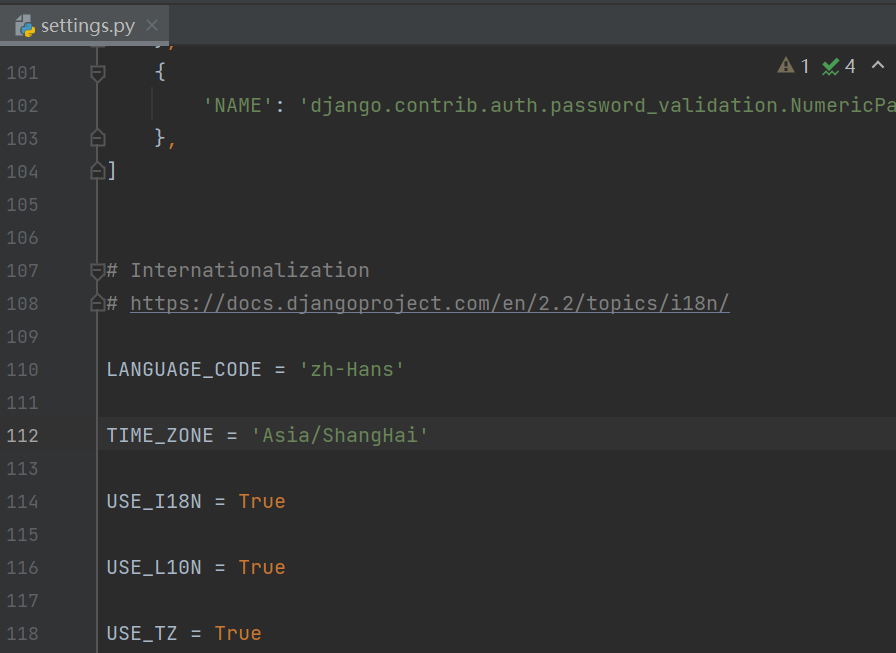 settings.py
},
1 4
101 {
102 'NAME': 'django.contrib.auth.password_validation.NumericPa
103 },
104 ]
105
106
107 # Internationalization
108 # https://docs.djangoproject.com/en/2.2/topics/i18n/
109
110 LANGUAGE_CODE = 'zh-Hans'
111
112 TIME_ZONE = 'Asia/ShangHai'
113
114 USE_I18N = True
115
116 USE_L10N = True
117
118 USE_TZ = True